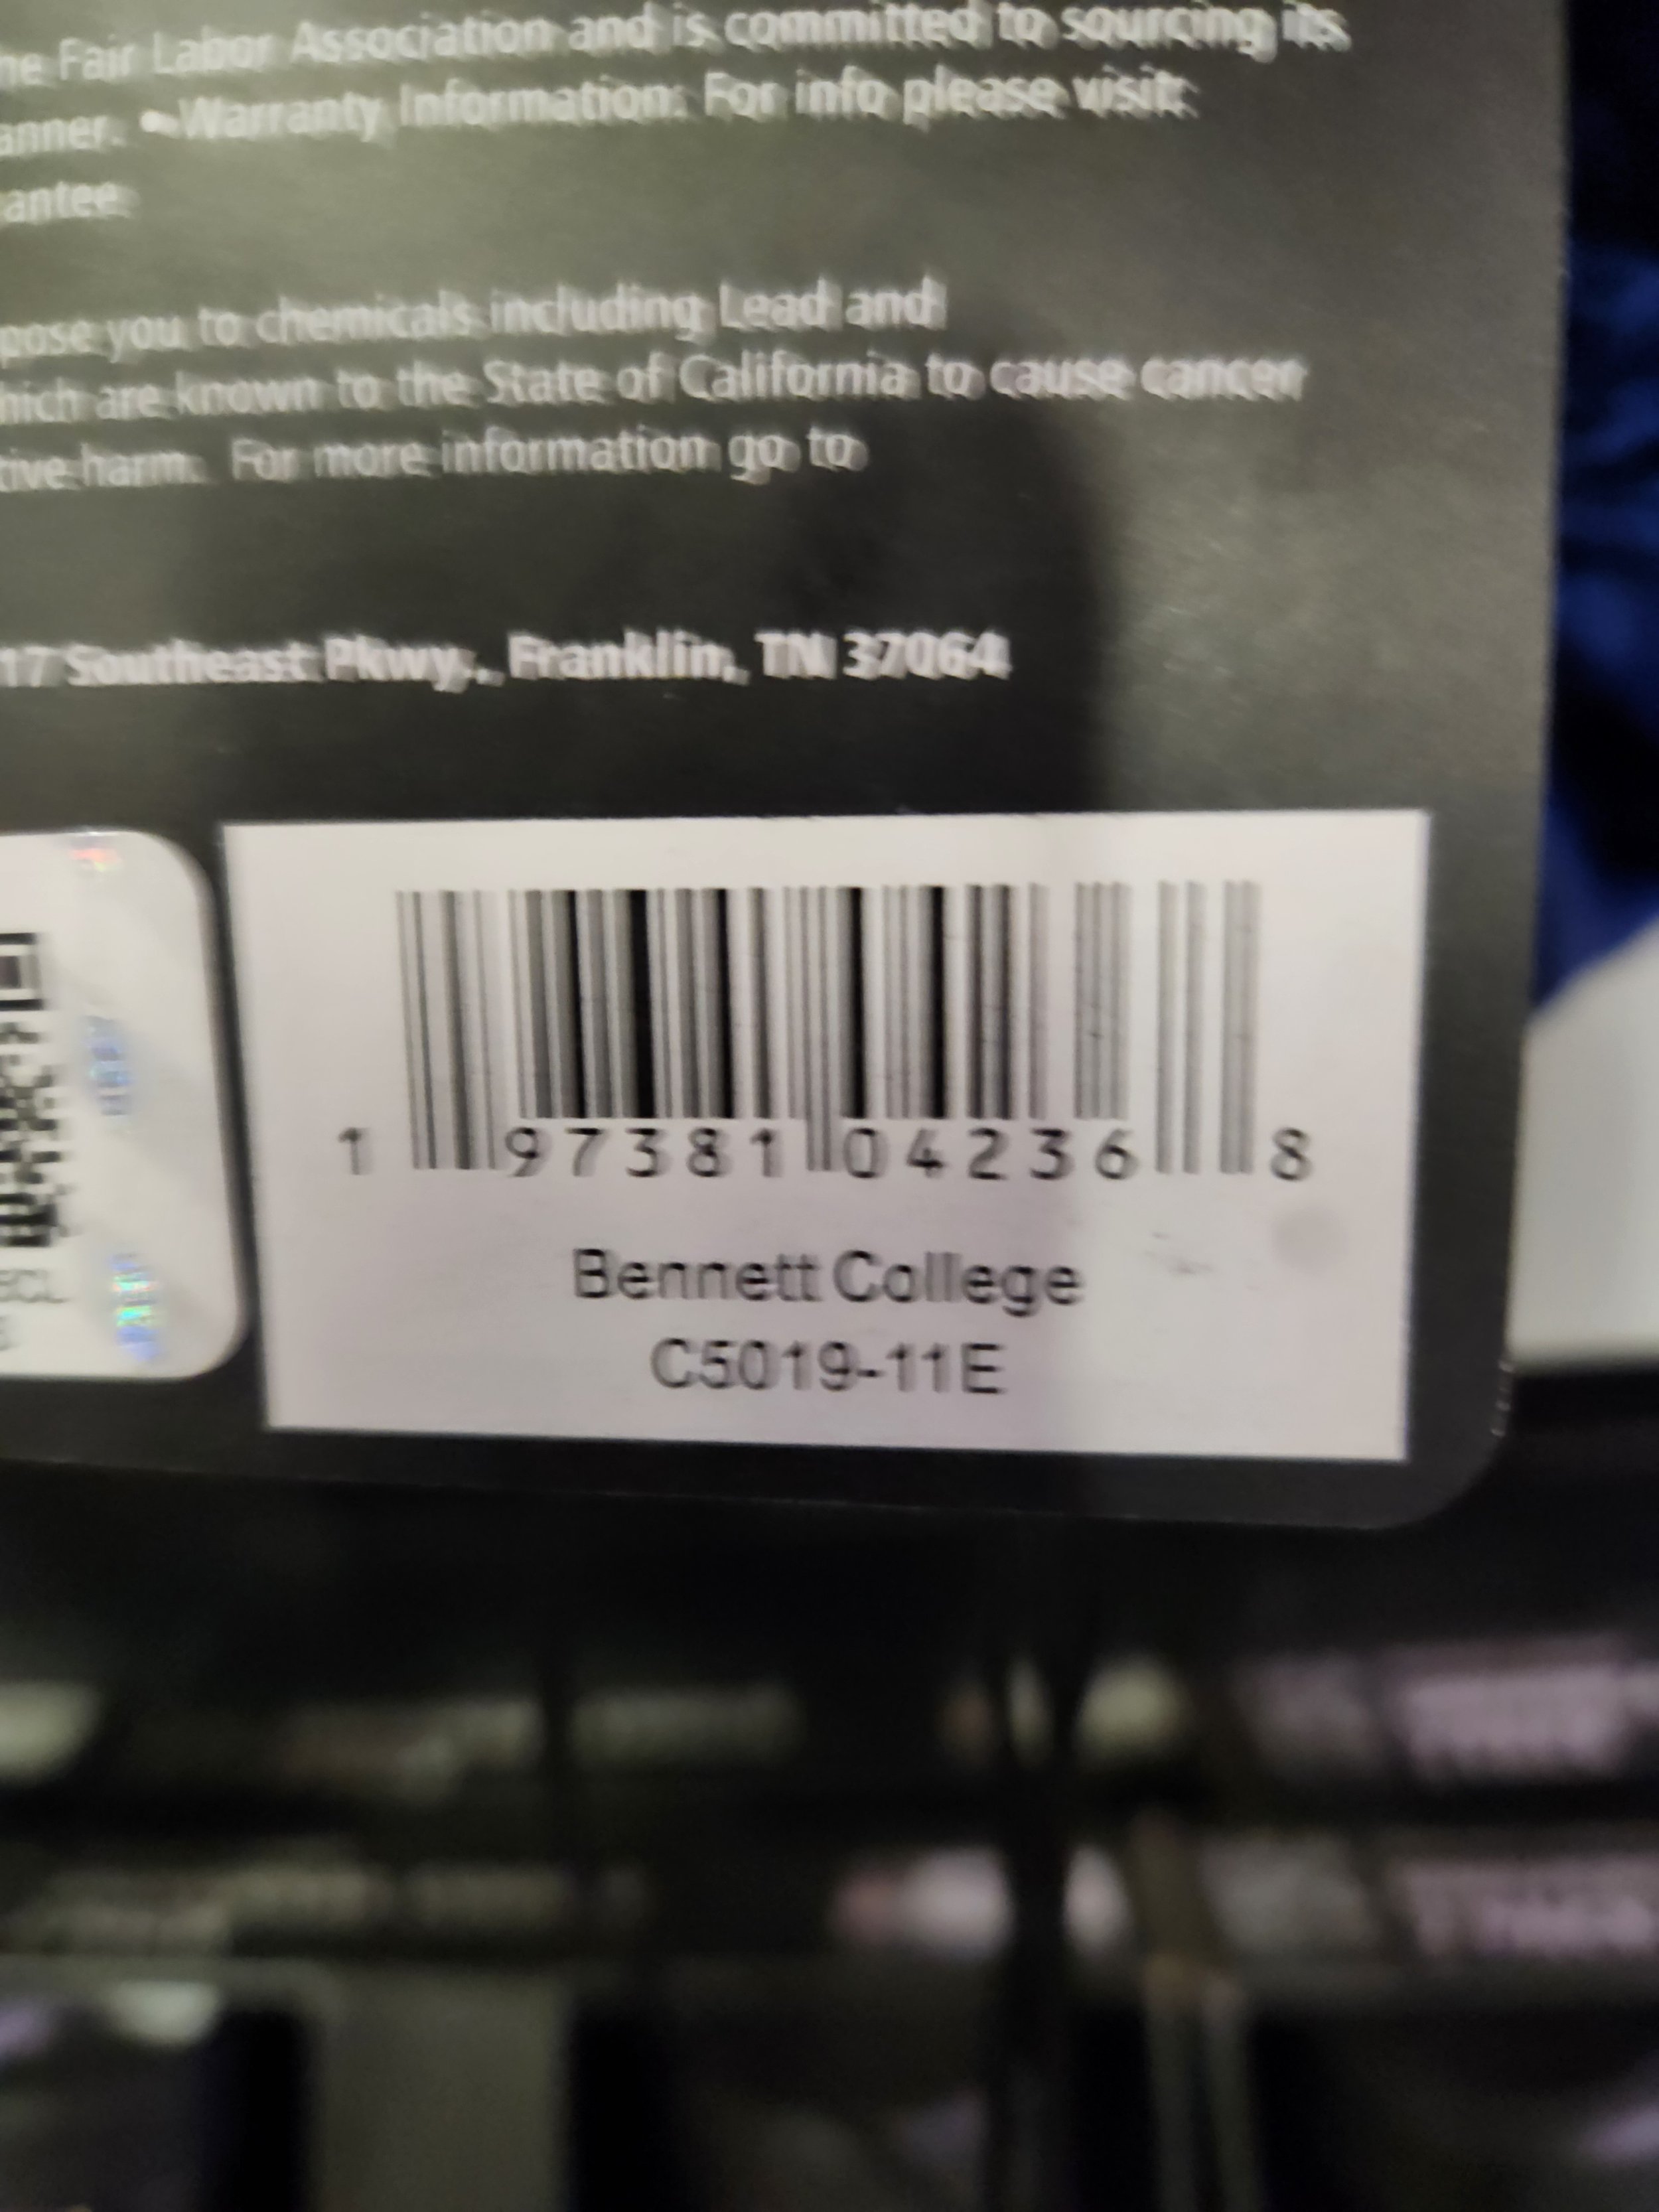 he Fair Labor Association and is committed to sourcing its
anner. •Warranty Information: For info please visit:
antee
pose you to chemicals including Lead and
hich are known to the State of California to cause cancer
tive harm. For more information go to
17 Southeast Pkwy., Franklin, TN 37064
1 97381 04236 8
Bennett College
C5019-11E